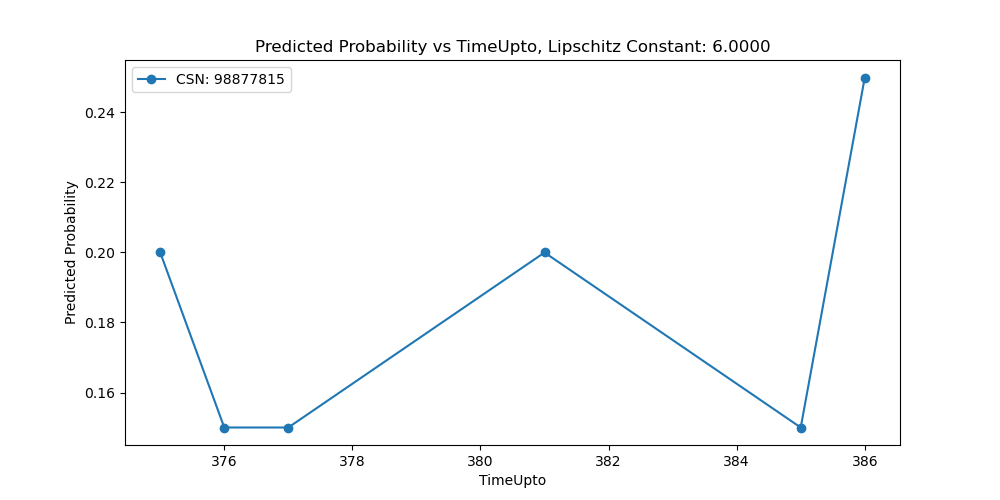 Predicted Probability vs TimeUpto, Lipschitz Constant: 6.0000
CSN: 98877815
0.24
0.22
0.20
0.18
0.16
Predicted Probability
376
378
380
382
384
386
TimeUpto